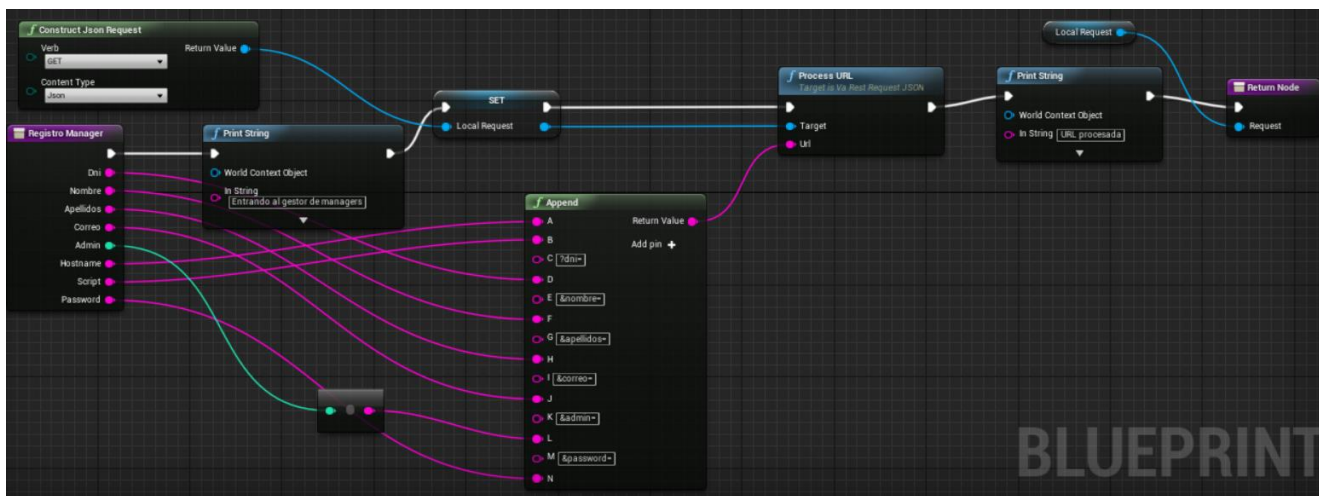 Construct Json Request
Verb
GET
Return Value
Content Type
Json
Registro Manager
Dni
Nombre
Apellidos
Correo
Admin
Hostname
Script
Password
Print String
World Context Object
In String
Entrando al gestor de managers
SET
Local Request
Append
A
Return Value
B
Add pin +
C ?dni=
D
E &nombre=
F
G &apellidos=
H
I &correo=
J
K &admin=
L
M &password=
N
Process URL
Target is Va Rest Request JSON
Target
Url
Local Request
Print String
World Context Object
In String URL procesada
Return Node
Request
BLUEPRINT